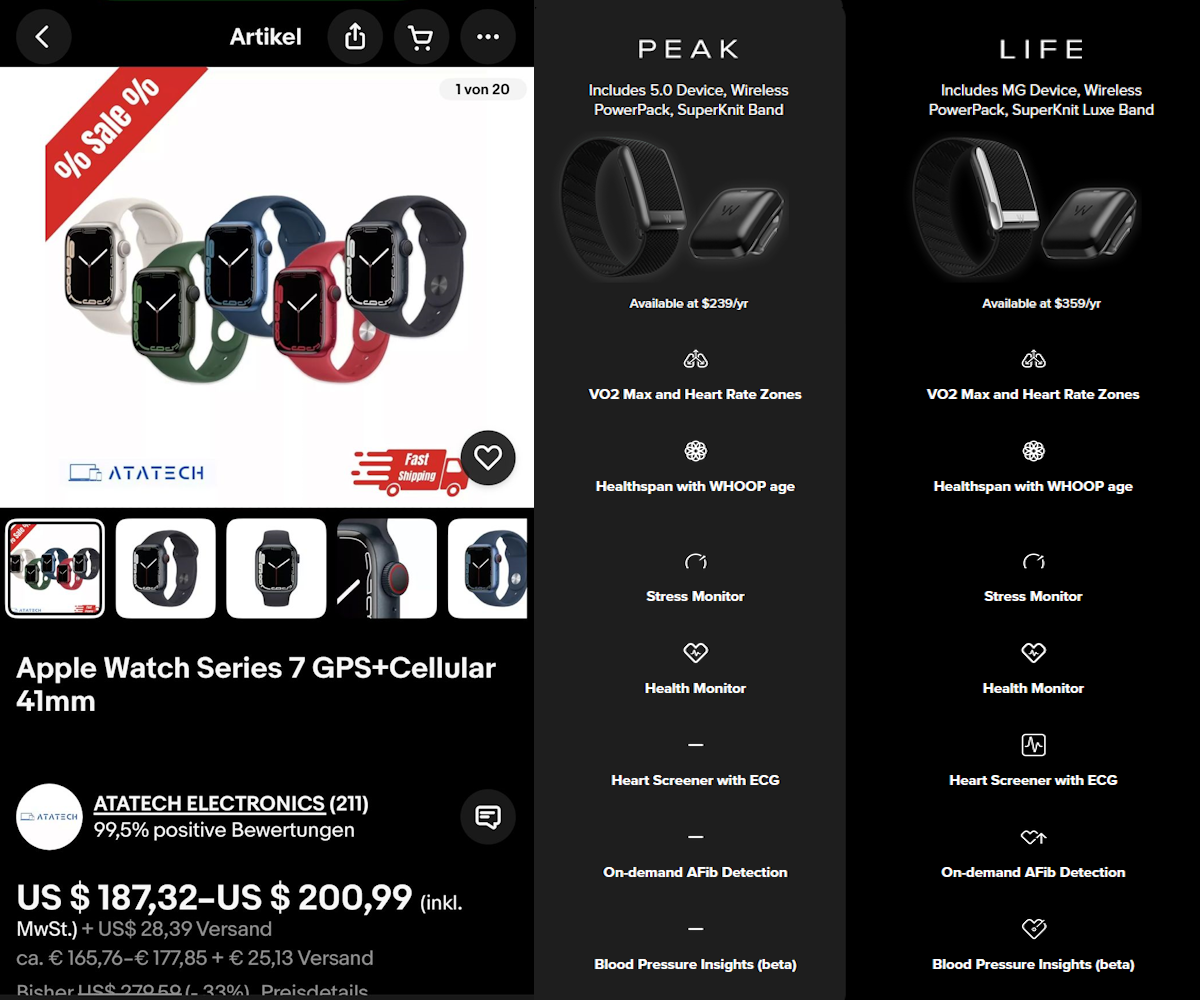 Artikel
1 von 20
% Sale %
ATATECH
Fast
Shipping
Apple Watch Series 7 GPS+Cellular
41mm
ATATECH
ATATECH ELECTRONICS (211)
99,5% positive Bewertungen
US $ 187,32–US $ 200,99 (inkl.
MwSt.) + US$ 28,39 Versand
ca. € 165,76–€ 177,85 + € 25,13 Versand
Bisher US$ 279,59 (- 33%) Preisdetails
PEAK
Includes 5.0 Device, Wireless
PowerPack, SuperKnit Band
W
W
Available at $239/yr
VO2 Max and Heart Rate Zones
Healthspan with WHOOP age
Stress Monitor
Health Monitor
–
Heart Screener with ECG
–
On-demand AFib Detection
–
Blood Pressure Insights (beta)
LIFE
Includes MG Device, Wireless
PowerPack, SuperKnit Luxe Band
W
W
Available at $359/yr
VO2 Max and Heart Rate Zones
Healthspan with WHOOP age
Stress Monitor
Health Monitor
Heart Screener with ECG
On-demand AFib Detection
Blood Pressure Insights (beta)